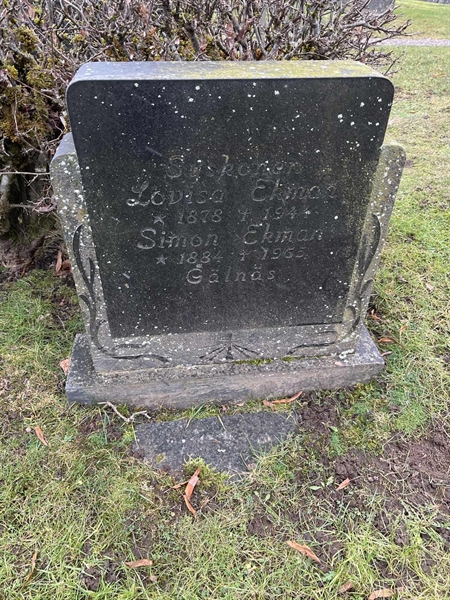 Syskonen
Lovisa Ekman
* 1878 † 1944
Simon Ekman
* 1884 † 1965
Gälnäs